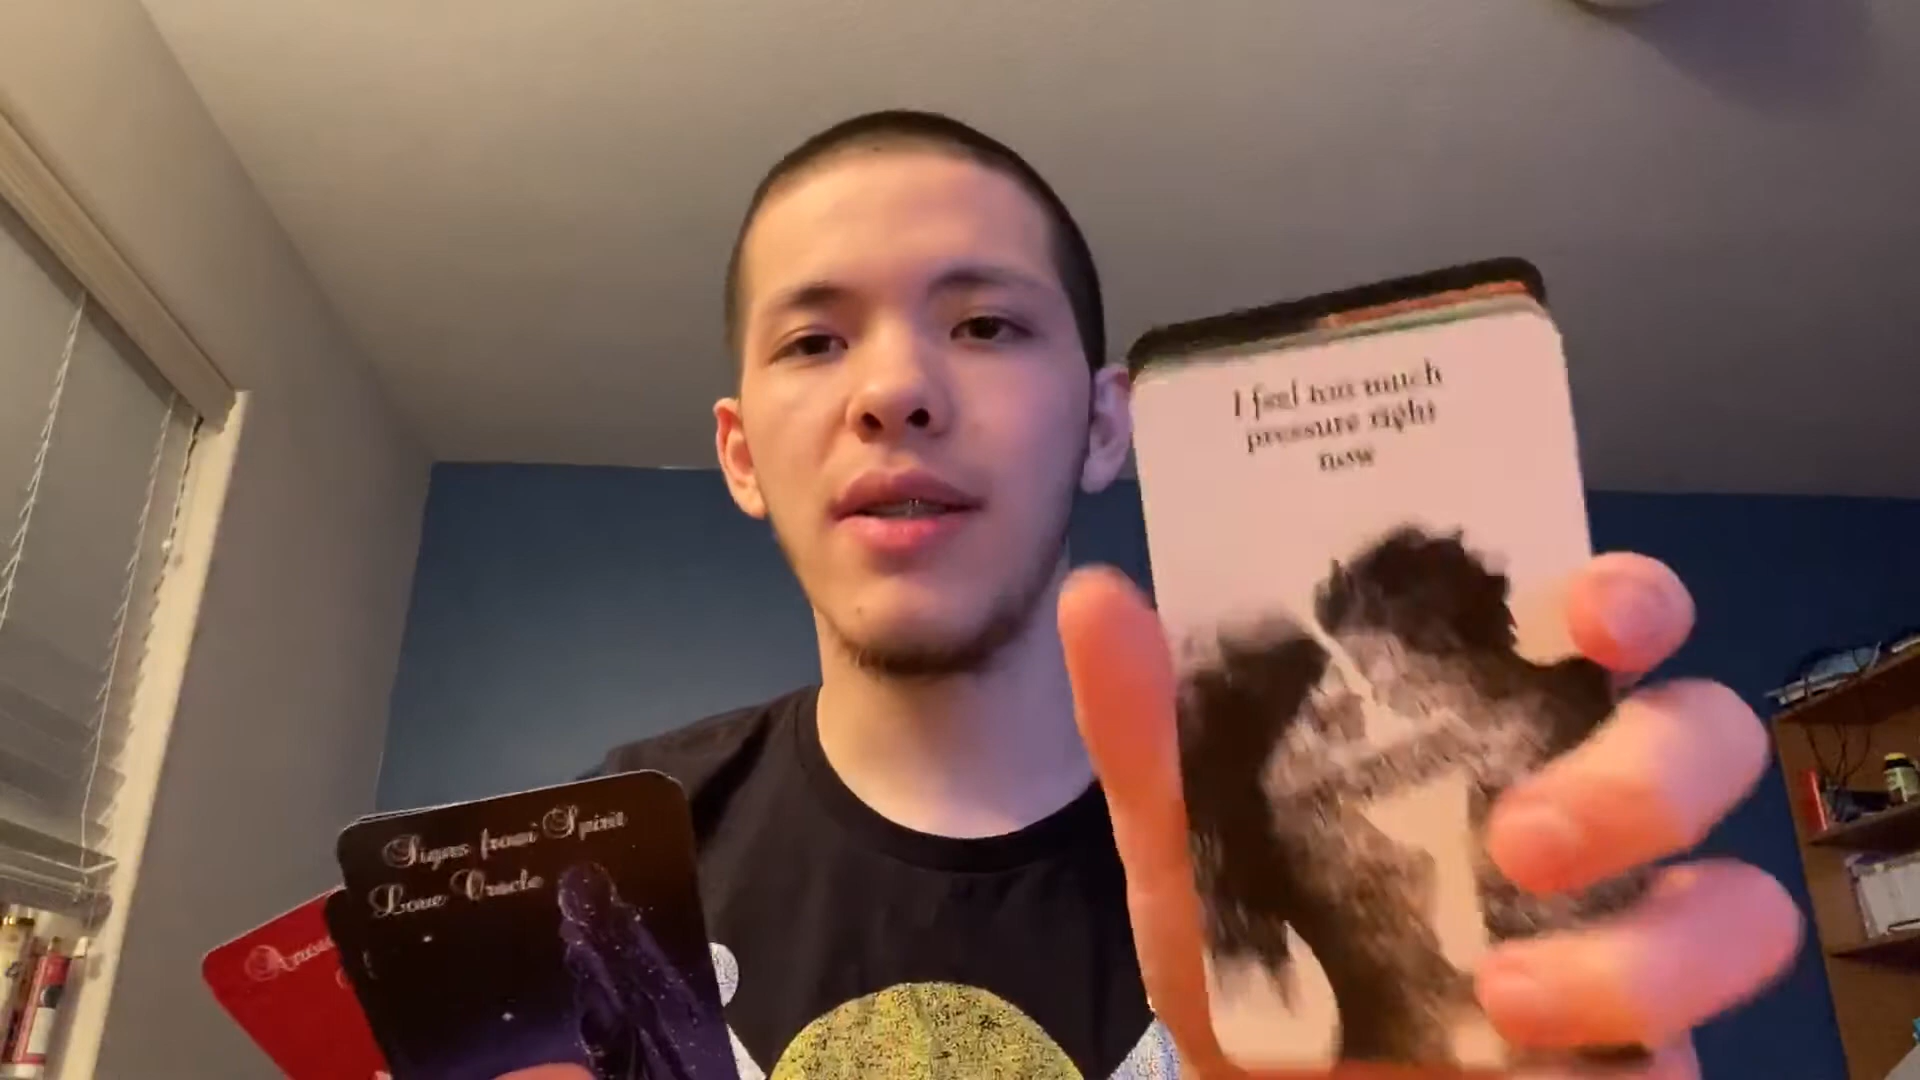 I feel too much
pressure right
now
Signs from Spirit
Love Oracle